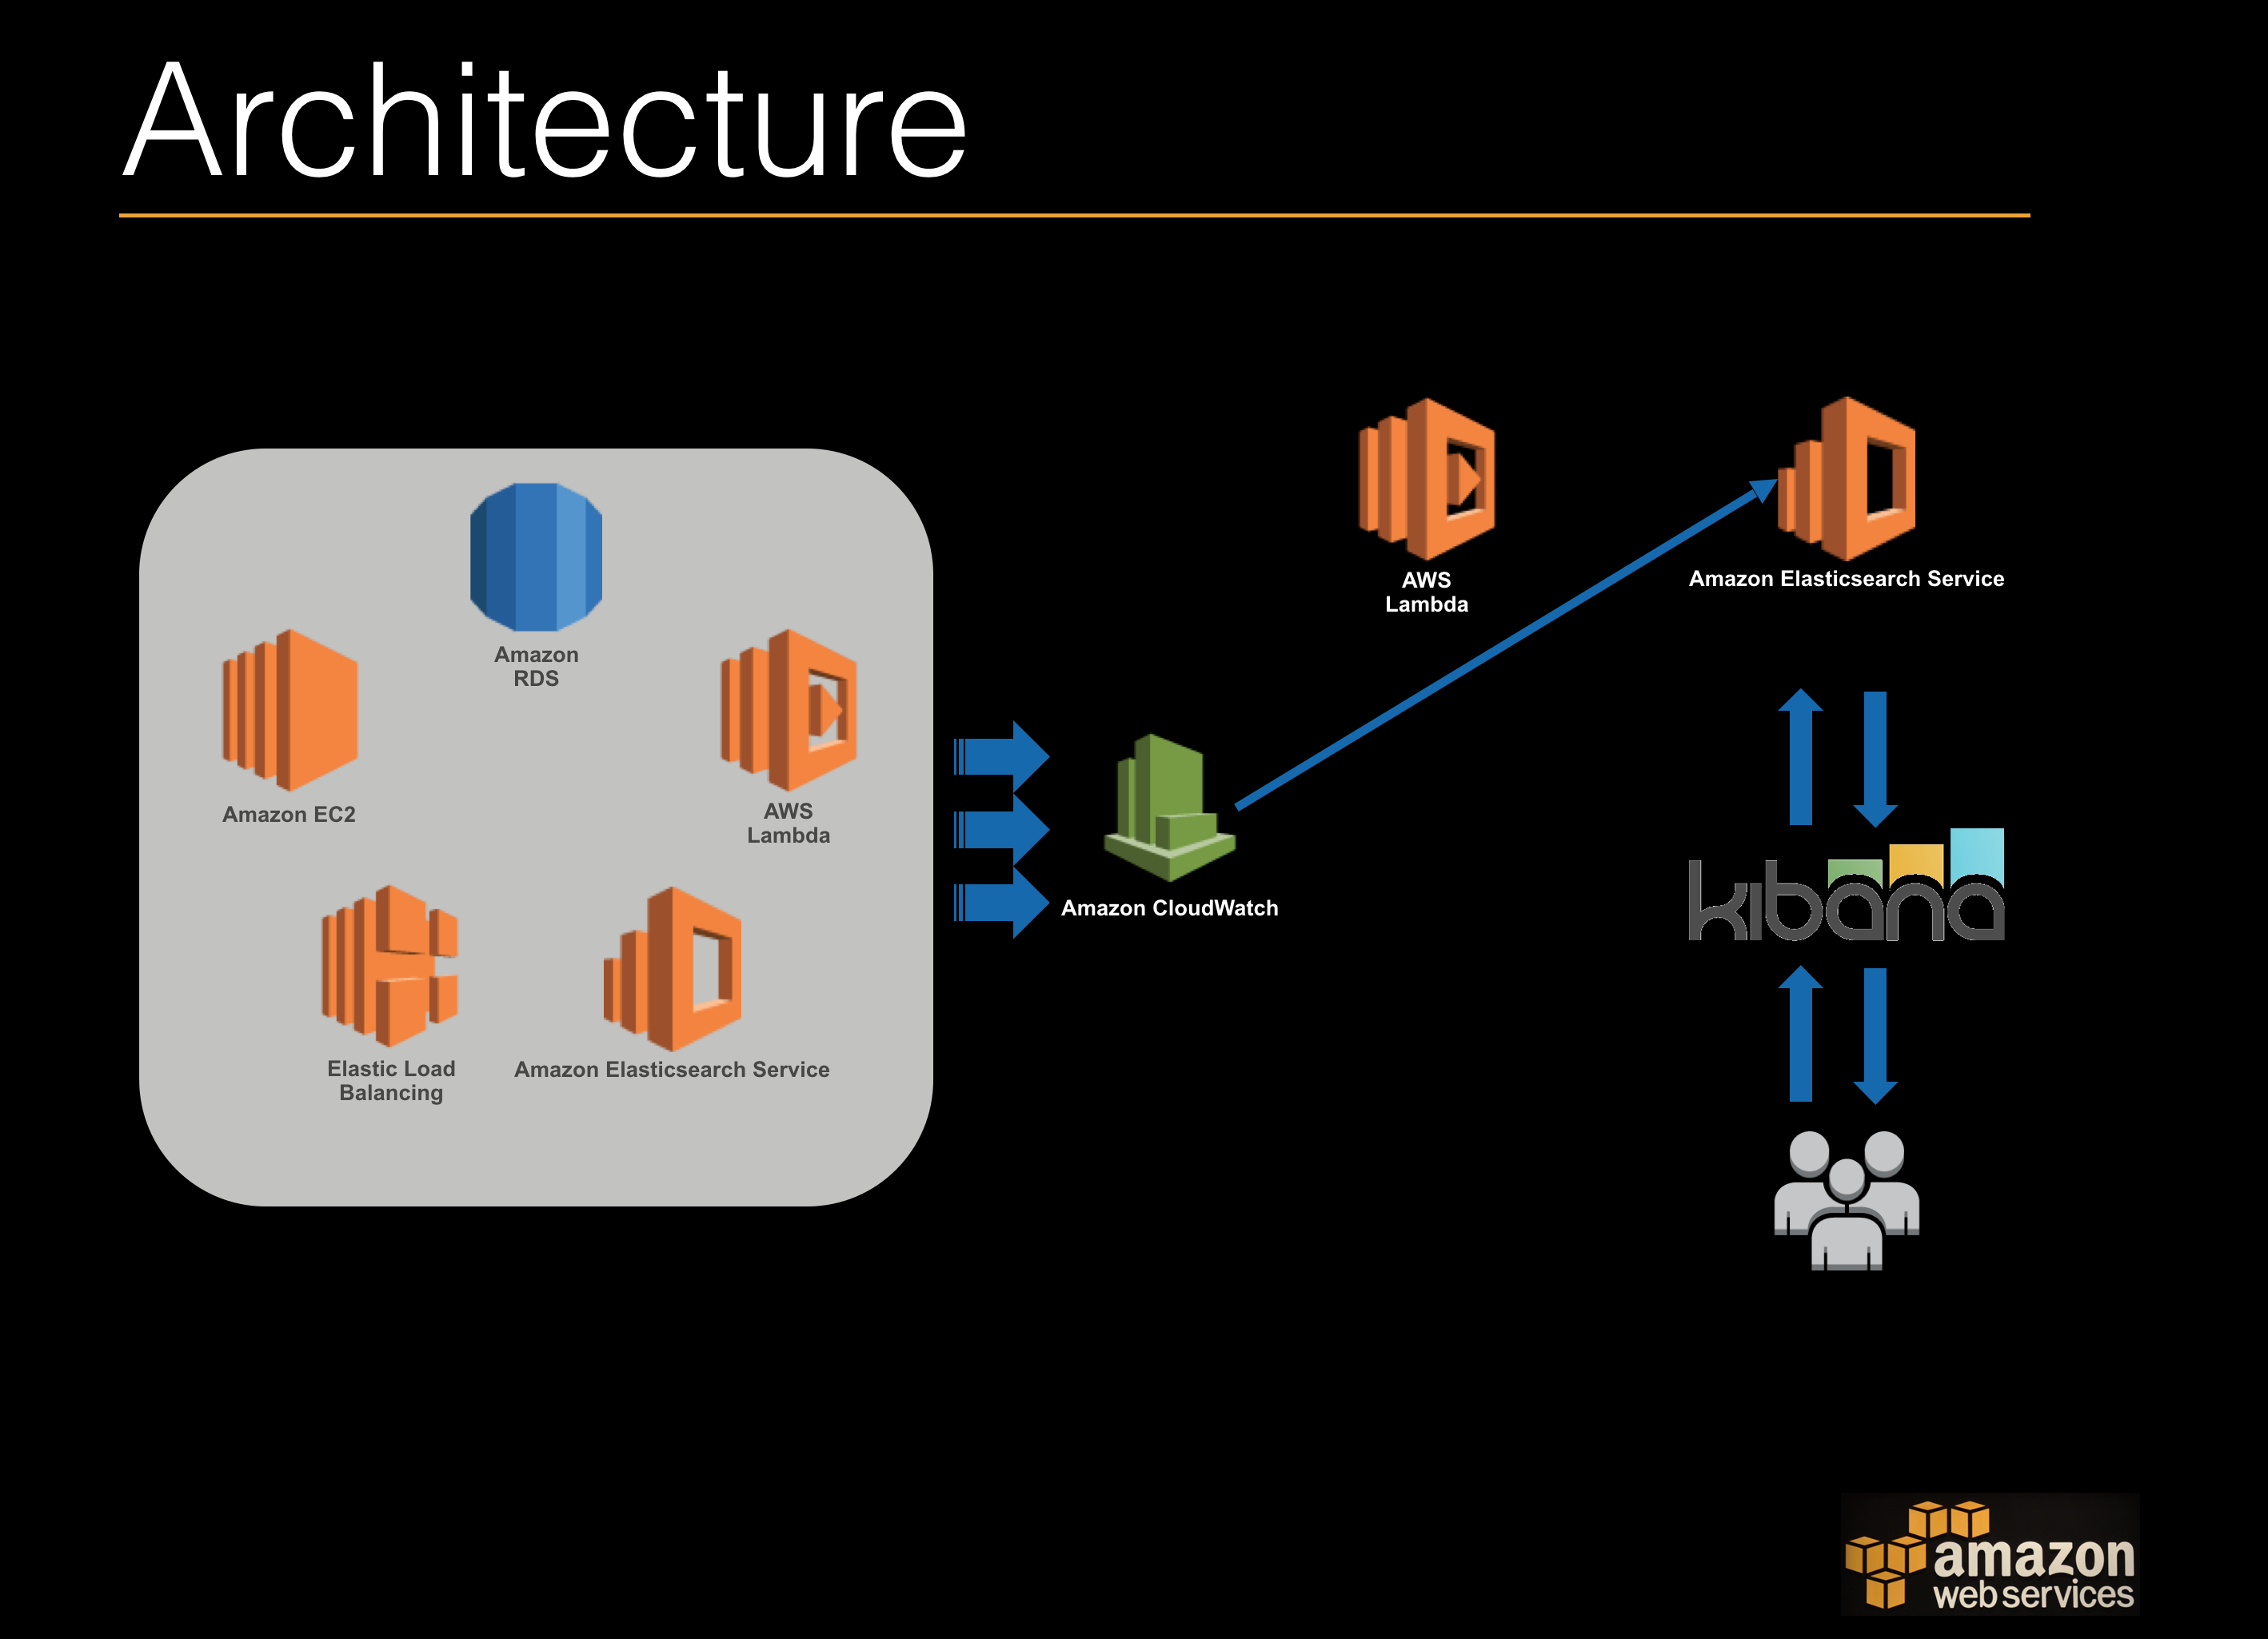 Architecture
Amazon
RDS
Amazon EC2
AWS
Lambda
Elastic Load
Balancing
Amazon Elasticsearch Service
Amazon CloudWatch
AWS
Lambda
Amazon Elasticsearch Service
kibana
amazon
web services